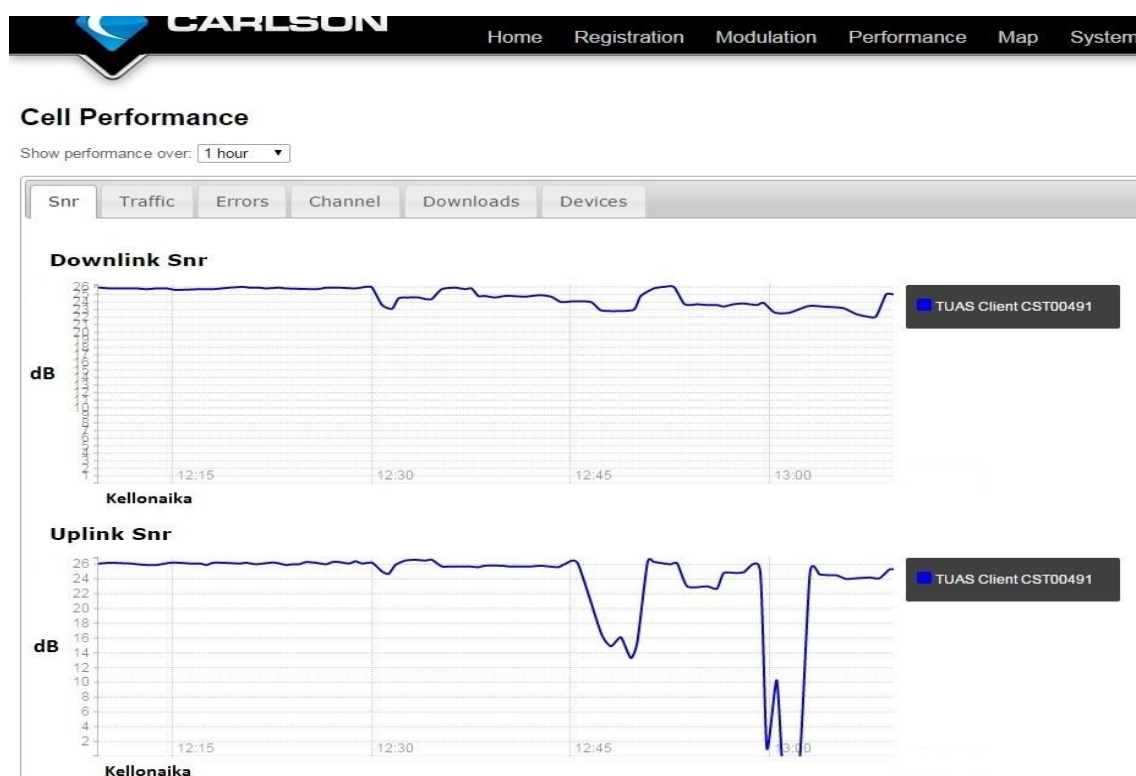 CARLSON
Home Registration Modulation Performance Map System
Cell Performance
Show performance over: 1 hour
Snr Traffic Errors Channel Downloads Devices
Downlink Snr
26
TUAS Client CST00491
dB
1
12:15 12:30 12:45 13:00
Kellonaika
Uplink Snr
26
24
22
20
18
16
14
12
10
8
6
4
2
TUAS Client CST00491
dB
12:15 12:30 12:45 13:00
Kellonaika